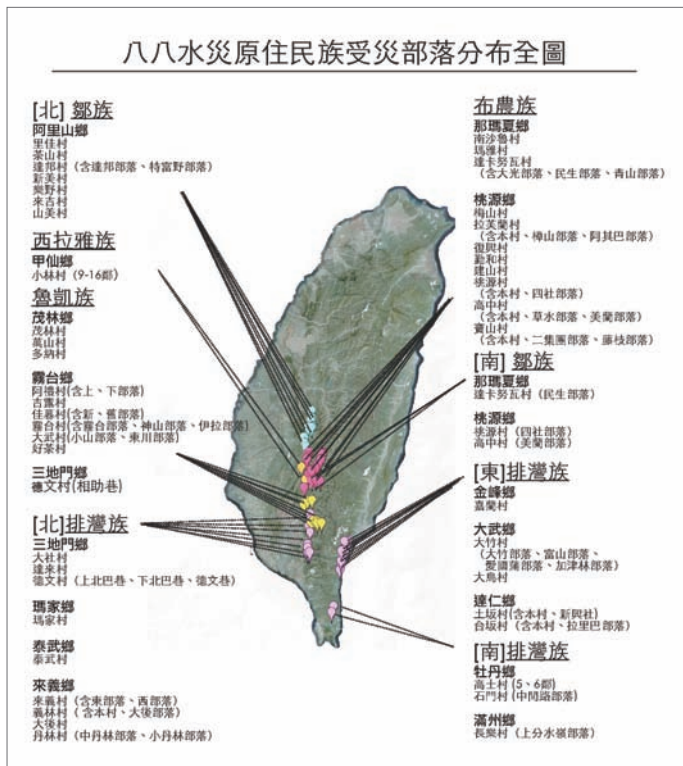 八八水災原住民族受災部落分布全圖
[北] 鄒族
阿里山鄉
里佳村
茶山村
達邦村（含達邦部落、特富野部落）
新美村
樂野村
來吉村
山美村
西拉雅族
甲仙鄉
小林村（9-16鄰）
魯凱族
茂林鄉
茂林村
萬山村
多納村
霧台鄉
阿禮村(含上、下部落)
吉露村
佳暮村(含新、舊部落)
霧台村(含霧台部落、神山部落、伊拉部落)
大武村(小山部落、東川部落)
好茶村
三地門鄉
德文村(相助巷)
[北]排灣族
三地門鄉
大社村
達來村
德文村（上北巴巷、下北巴巷、德文巷）
瑪家鄉
瑪家村
泰武鄉
泰武村
來義鄉
來義村（含東部落、西部落）
義林村（含本村、大後部落）
大後村
丹林村（中丹林部落、小丹林部落）
布農族
那瑪夏鄉
南沙魯村
瑪雅村
達卡努瓦村
（含大光部落、民生部落、青山部落）
桃源鄉
梅山村
拉芙蘭村
（含本村、樟山部落、阿其巴部落）
復興村
勤和村
建山村
桃源村
（含本村、四社部落）
高中村
（含本村、草水部落、美蘭部落）
寶山村
（含本村、二集團部落、藤枝部落）
[南] 鄒族
那瑪夏鄉
達卡努瓦村（民生部落）
桃源鄉
桃源村（四社部落）
高中村（美蘭部落）
[東]排灣族
金峰鄉
嘉蘭村
大武鄉
大竹村
（大竹部落、富山部落、
愛國蒲部落、加津林部落）
大鳥村
達仁鄉
土坂村(含本村、新興社)
台坂村（含本村、拉里巴部落）
[南]排灣族
牡丹鄉
高士村（5、6鄰）
石門村（中間路部落）
滿州鄉
長樂村（上分水嶺部落）